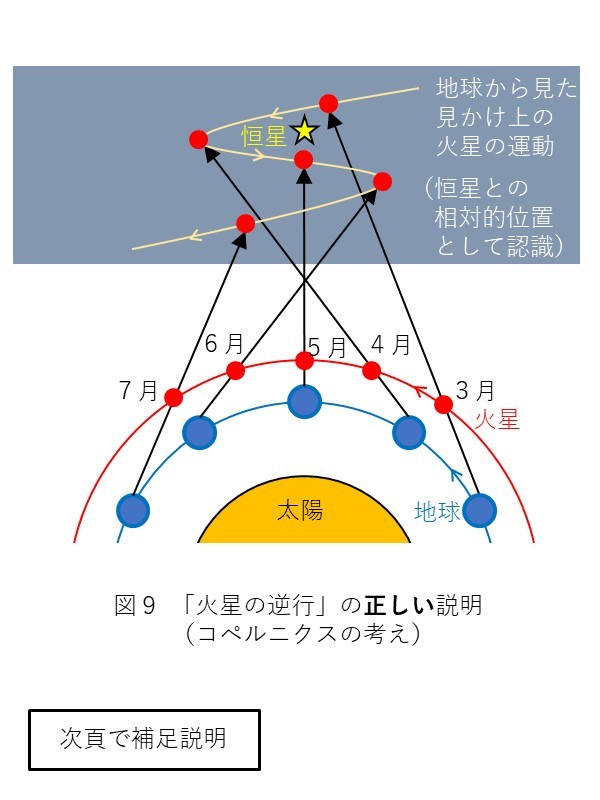 地球から見た
見かけ上の
火星の運動
(恒星との
相対的位置
として認識)
恒星
6月
5月
4月
7月
3月
火星
太陽
地球
図9 「火星の逆行」の正しい説明
(コペルニクスの考え)
次頁で補足説明